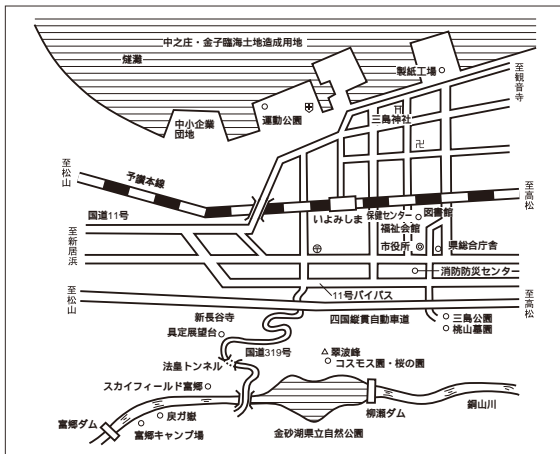 中之庄・金子臨海土地造成用地
燧灘
製紙工場
至観音寺
運動公園
三島神社
中小企業
団地
卍
至松山
予讃本線
至高松
国道11号
いよみしま
保健センター
図書館
福祉会館
市役所
県総合庁舎
至新居浜
消防防災センター
11号バイパス
至松山
至高松
四国縦貫自動車道
新長谷寺
具定展望台
三島公園
桃山墓園
国道319号
翠波峰
コスモス園・桜の園
法皇トンネル
スカイフィールド富郷
戻ガ嶽
富郷ダム
富郷キャンプ場
金砂湖県立自然公園
柳瀬ダム
銅山川